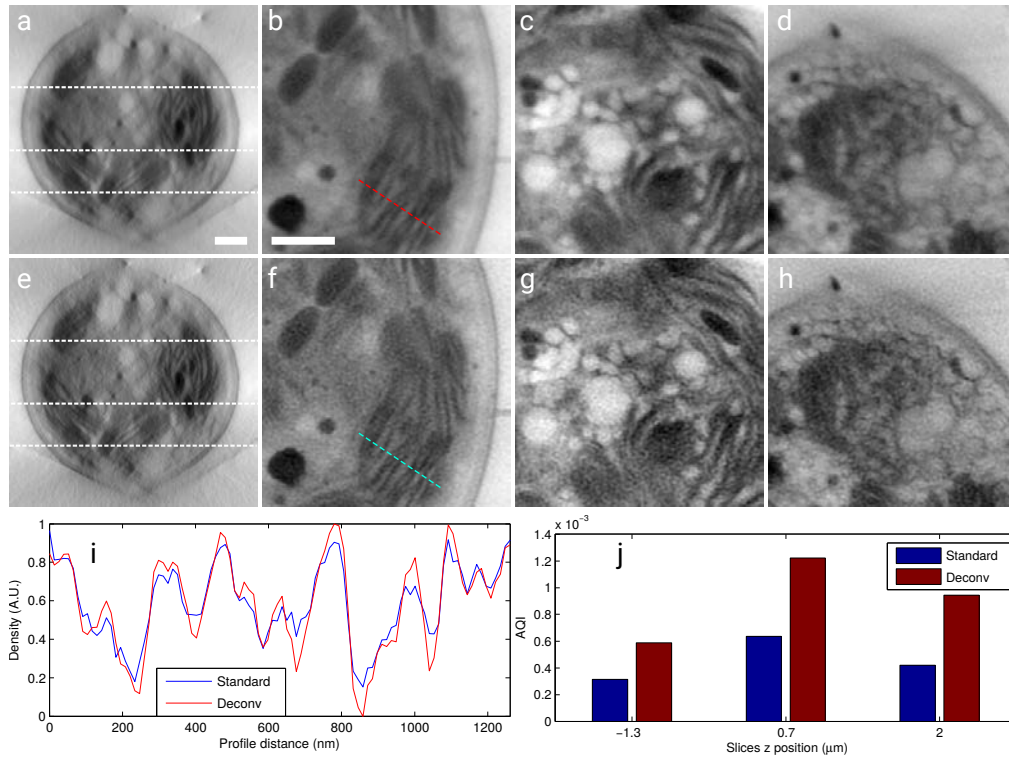 a
b
c
d
e
f
g
h
i
1
0.8
0.6
0.4
0.2
0
Density (A.U.)
Standard
Deconv
0 200 400 600 800 1000 1200
Profile distance (nm)
j
x 10⁻³
1.4
1.2
1
0.8
0.6
0.4
0.2
0
AQI
Standard
Deconv
−1.3 0.7 2
Slices z position (μm)